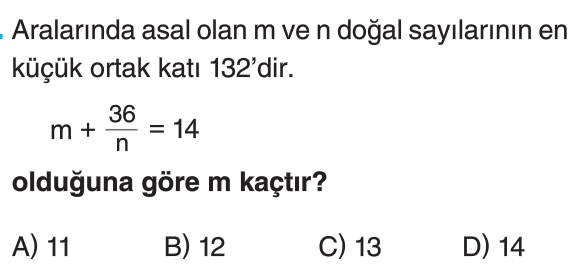 Aralarında asal olan m ve n doğal sayılarının en
küçük ortak katı 132’dir.
m + 36/n = 14
olduğuna göre m kaçtır?
A) 11 B) 12 C) 13 D) 14